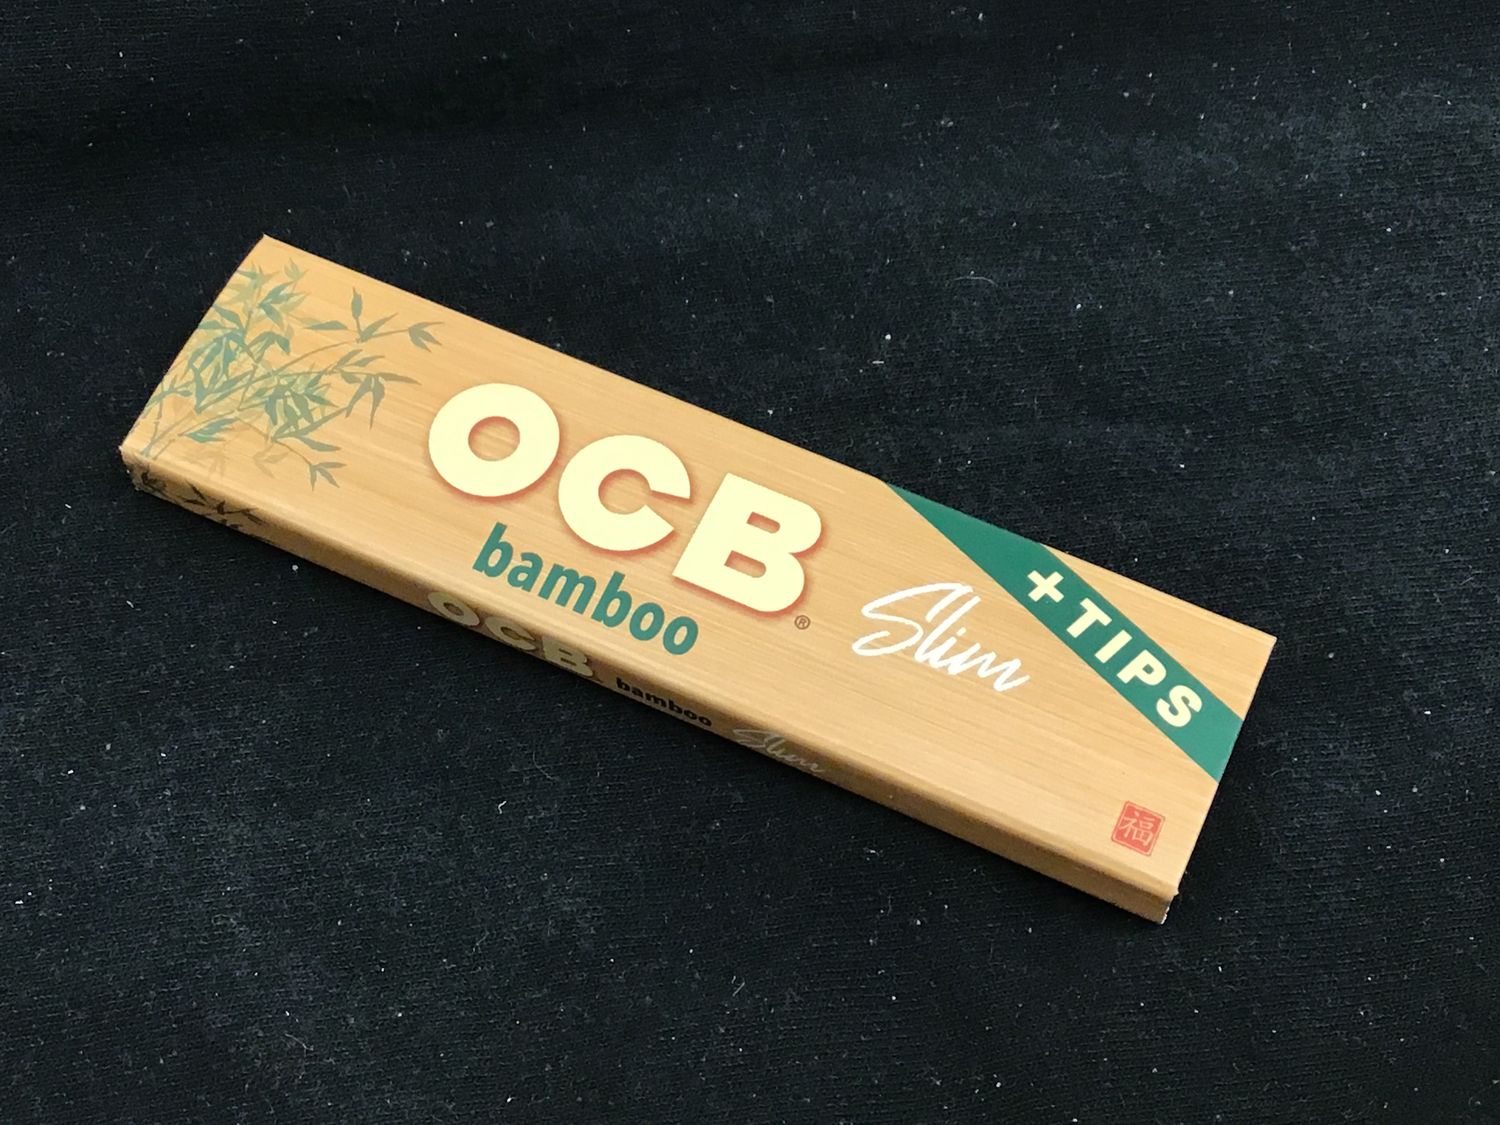 OCB®
bamboo
Slim
+ TIPS
福
OCB bamboo Slim